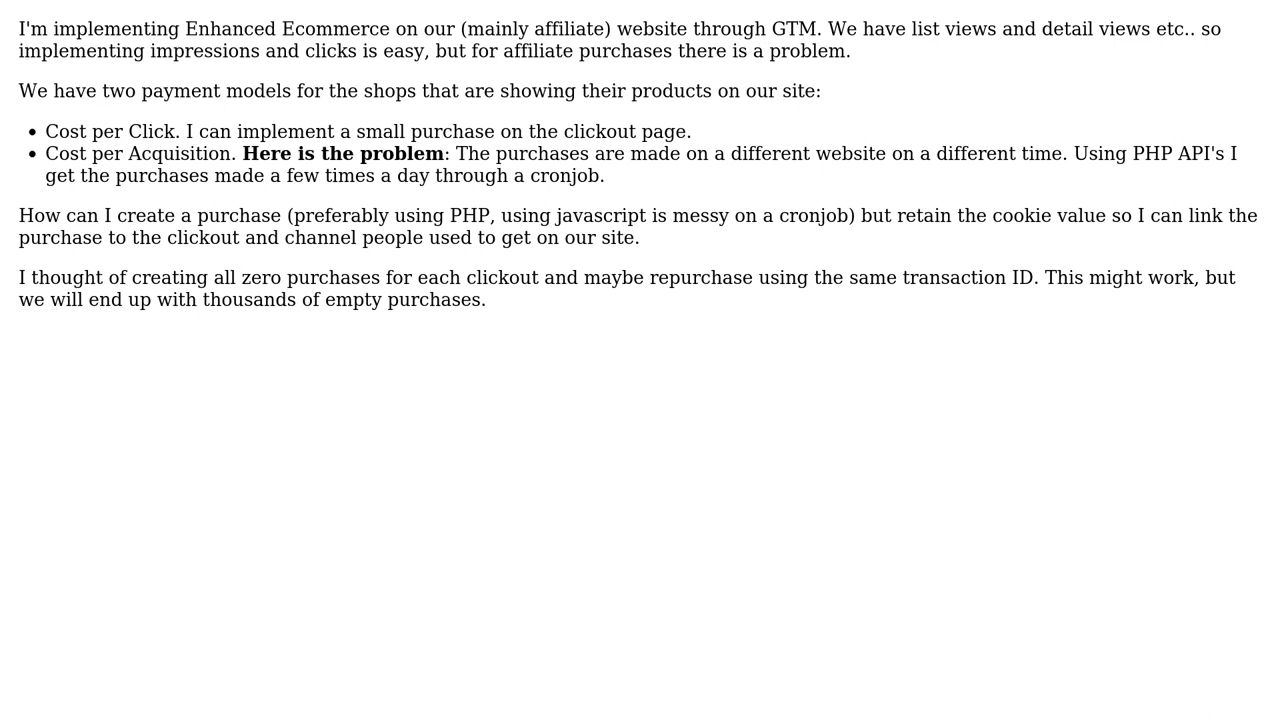 I'm implementing Enhanced Ecommerce on our (mainly affiliate) website through GTM. We have list views and detail views etc.. so
implementing impressions and clicks is easy, but for affiliate purchases there is a problem.
We have two payment models for the shops that are showing their products on our site:
• Cost per Click. I can implement a small purchase on the clickout page.
• Cost per Acquisition. Here is the problem: The purchases are made on a different website on a different time. Using PHP API's I
get the purchases made a few times a day through a cronjob.
How can I create a purchase (preferably using PHP, using javascript is messy on a cronjob) but retain the cookie value so I can link the
purchase to the clickout and channel people used to get on our site.
I thought of creating all zero purchases for each clickout and maybe repurchase using the same transaction ID. This might work, but
we will end up with thousands of empty purchases.